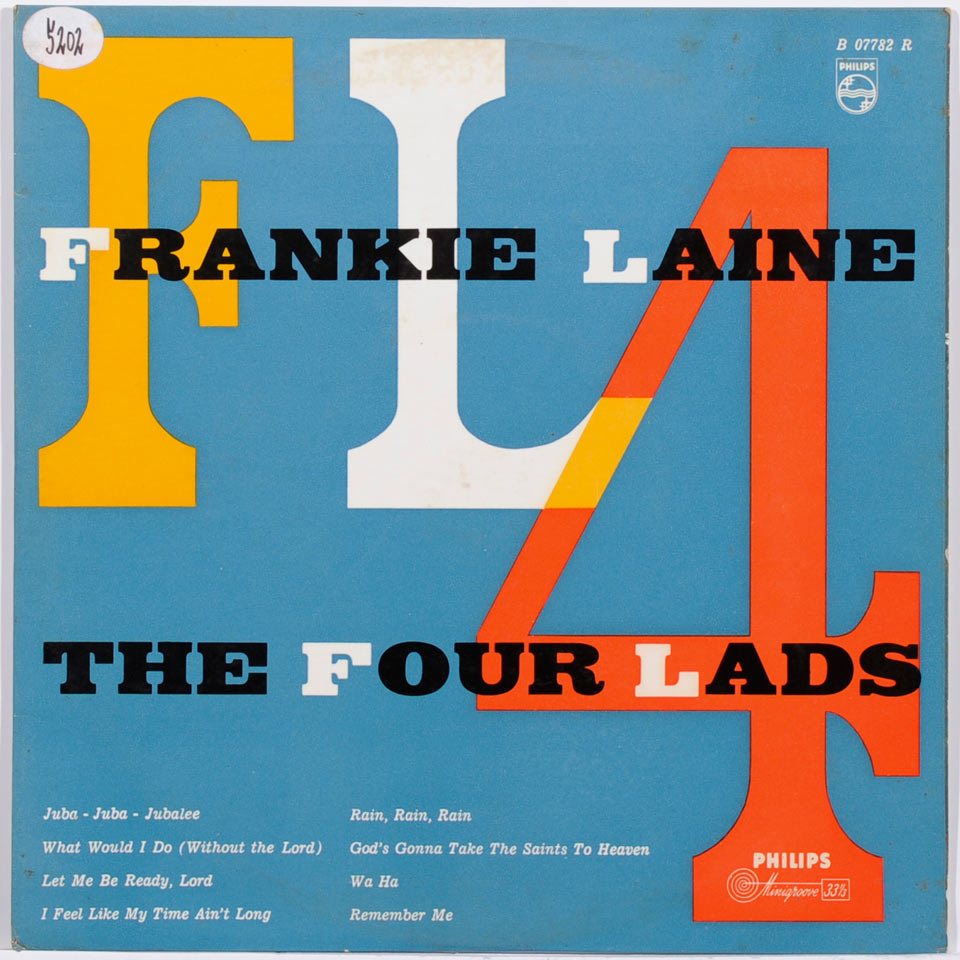 5202
B 07782 R
PHILIPS
FL4
FRANKIE LAINE
THE FOUR LADS
Juba - Juba - Jubalee
What Would I Do (Without the Lord)
Let Me Be Ready, Lord
I Feel Like My Time Ain't Long
Rain, Rain, Rain
God's Gonna Take The Saints To Heaven
Wa Ha
Remember Me
PHILIPS
Minigroove 33⅓